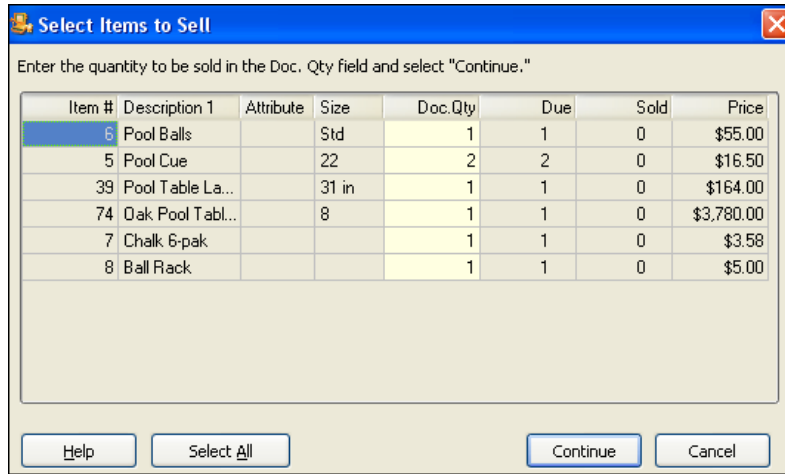 Select Items to Sell
Enter the quantity to be sold in the Doc. Qty field and select "Continue."
Item # Description 1 Attribute Size Doc.Qty Due Sold Price
6 Pool Balls Std 1 1 0 $55.00
5 Pool Cue 22 2 2 0 $16.50
39 Pool Table La... 31 in 1 1 0 $164.00
74 Oak Pool Tabl... 8 1 1 0 $3,780.00
7 Chalk 6-pak 1 1 0 $3.58
8 Ball Rack 1 1 0 $5.00
Help Select All Continue Cancel